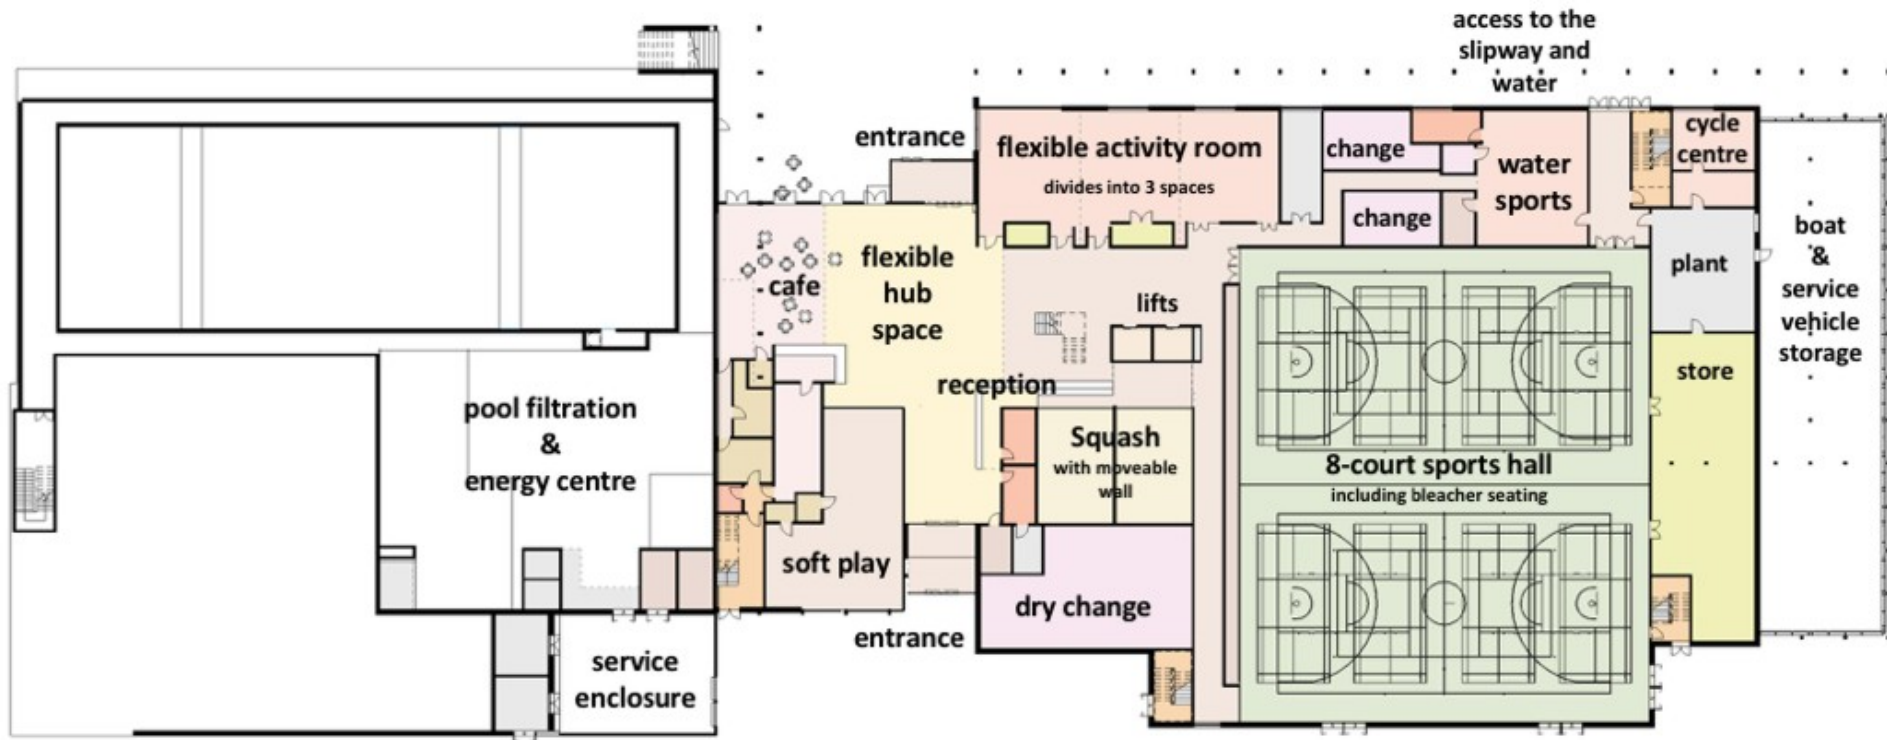 access to the
slipway and
water
entrance
flexible activity room
divides into 3 spaces
change
change
water
sports
cycle
centre
plant
boat
&
service
vehicle
storage
cafe
flexible
hub
space
lifts
reception
store
pool filtration
&
energy centre
Squash
with moveable
wall
8-court sports hall
including bleacher seating
soft play
dry change
entrance
service
enclosure